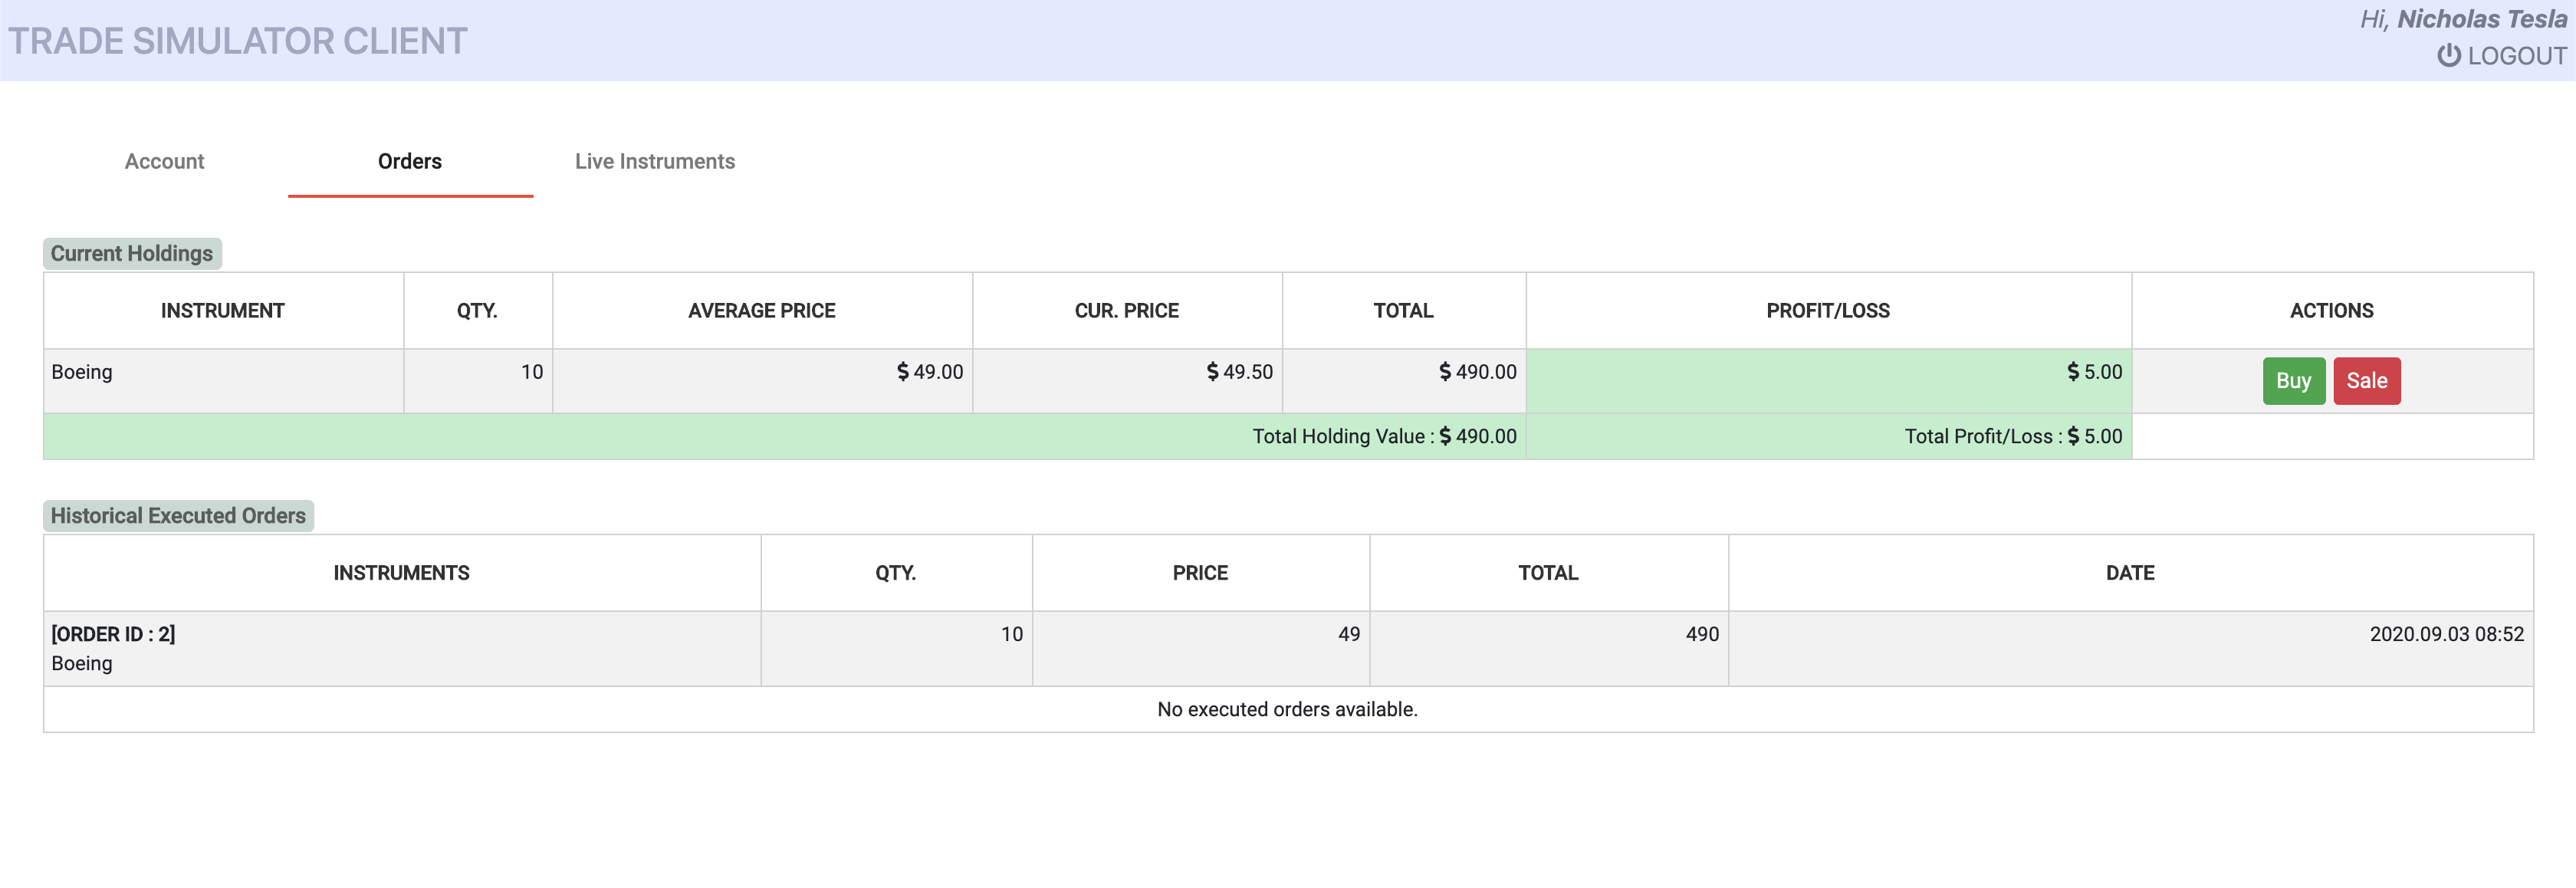 TRADE SIMULATOR CLIENT
Hi, Nicholas Tesla
LOGOUT
Account Orders Live Instruments
Current Holdings
INSTRUMENT QTY. AVERAGE PRICE CUR. PRICE TOTAL PROFIT/LOSS ACTIONS
Boeing 10 $ 49.00 $ 49.50 $ 490.00 $ 5.00 Buy Sale
Total Holding Value : $ 490.00 Total Profit/Loss : $ 5.00
Historical Executed Orders
INSTRUMENTS QTY. PRICE TOTAL DATE
[ORDER ID : 2] 10 49 490 2020.09.03 08:52
Boeing
No executed orders available.